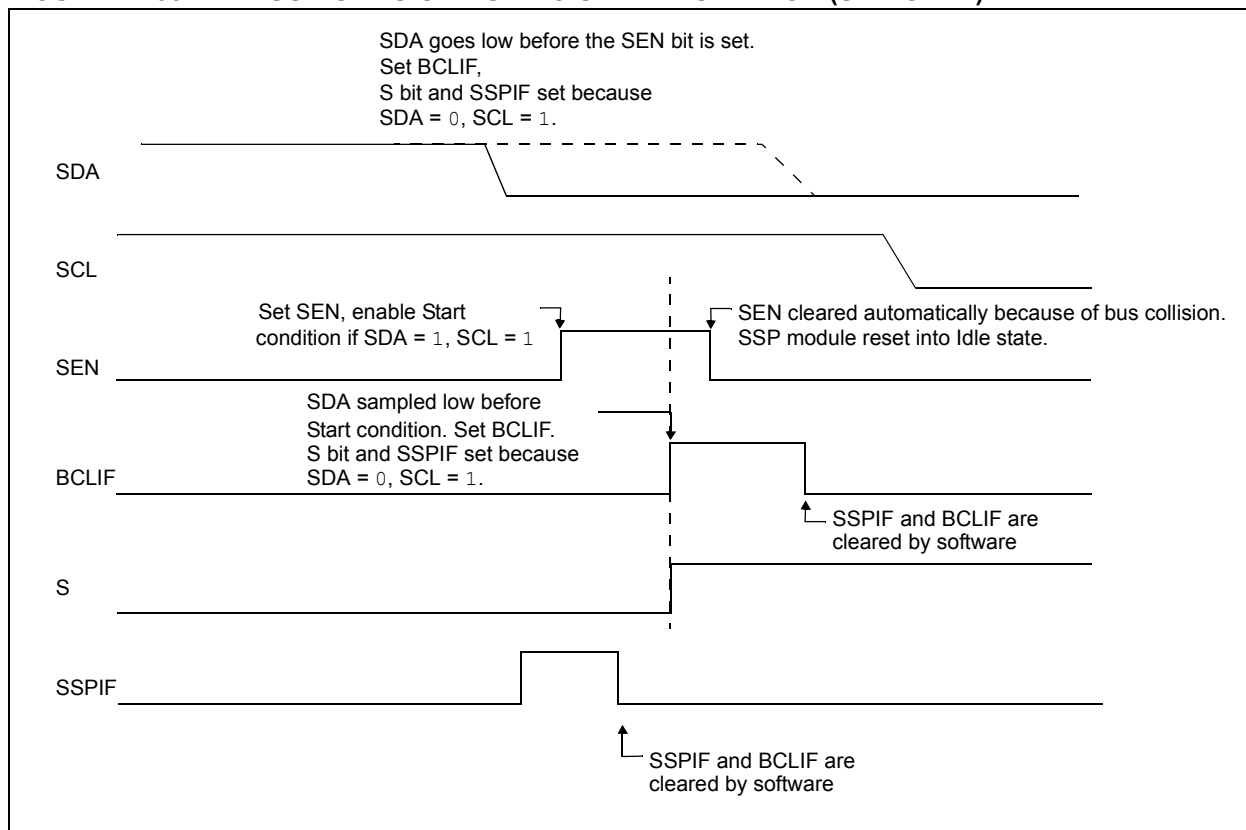 SDA goes low before the SEN bit is set.
Set BCLIF,
S bit and SSPIF set because
SDA = 0, SCL = 1.
SDA
SCL
Set SEN, enable Start
condition if SDA = 1, SCL = 1
SEN cleared automatically because of bus collision.
SSP module reset into Idle state.
SEN
SDA sampled low before
Start condition. Set BCLIF.
S bit and SSPIF set because
SDA = 0, SCL = 1.
BCLIF
SSPIF and BCLIF are
cleared by software
S
SSPIF
SSPIF and BCLIF are
cleared by software